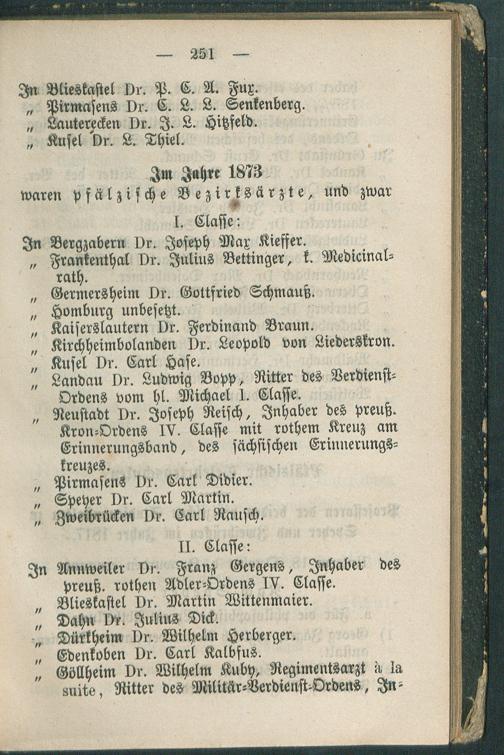 — 251 —
In Blieskastel Dr. P. C. A. Fux.
„ Pirmasens Dr. C. L. L. Senkenberg.
„ Lauterecken Dr. J. L. Hitzfeld.
„ Kusel Dr. L. Thiel.
Im Jahre 1873
waren pfälzische Bezirksärzte, und zwar
I. Classe:
In Bergzabern Dr. Joseph Max Kieffer.
„ Frankenthal Dr. Julius Bettinger, k. Medicinal-
rath.
„ Germersheim Dr. Gottfried Schmauß.
„ Homburg unbesetzt.
„ Kaiserslautern Dr. Ferdinand Braun.
„ Kirchheimbolanden Dr. Leopold von Liederskron.
„ Kusel Dr. Carl Hase.
„ Landau Dr. Ludwig Bopp, Ritter des Verdienst-
Ordens vom hl. Michael I. Classe.
„ Neustadt Dr. Joseph Reisch, Inhaber des preuß.
Kron-Ordens IV. Classe mit rothem Kreuz am
Erinnerungsband, des sächsischen Erinnerungs-
kreuzes.
„ Pirmasens Dr. Carl Didier.
„ Speyer Dr. Carl Martin.
„ Zweibrücken Dr. Carl Rausch.
II. Classe:
In Annweiler Dr. Franz Gergens, Inhaber des
preuß. rothen Adler-Ordens IV. Classe.
„ Blieskastel Dr. Martin Wittenmaier.
„ Dahn Dr. Julius Dick.
„ Dürkheim Dr. Wilhelm Herberger.
„ Edenkoben Dr. Carl Kalbfus.
„ Göllheim Dr. Wilhelm Kuby, Regimentsarzt à la
suite, Ritter des Militär-Verdienst-Ordens, In-